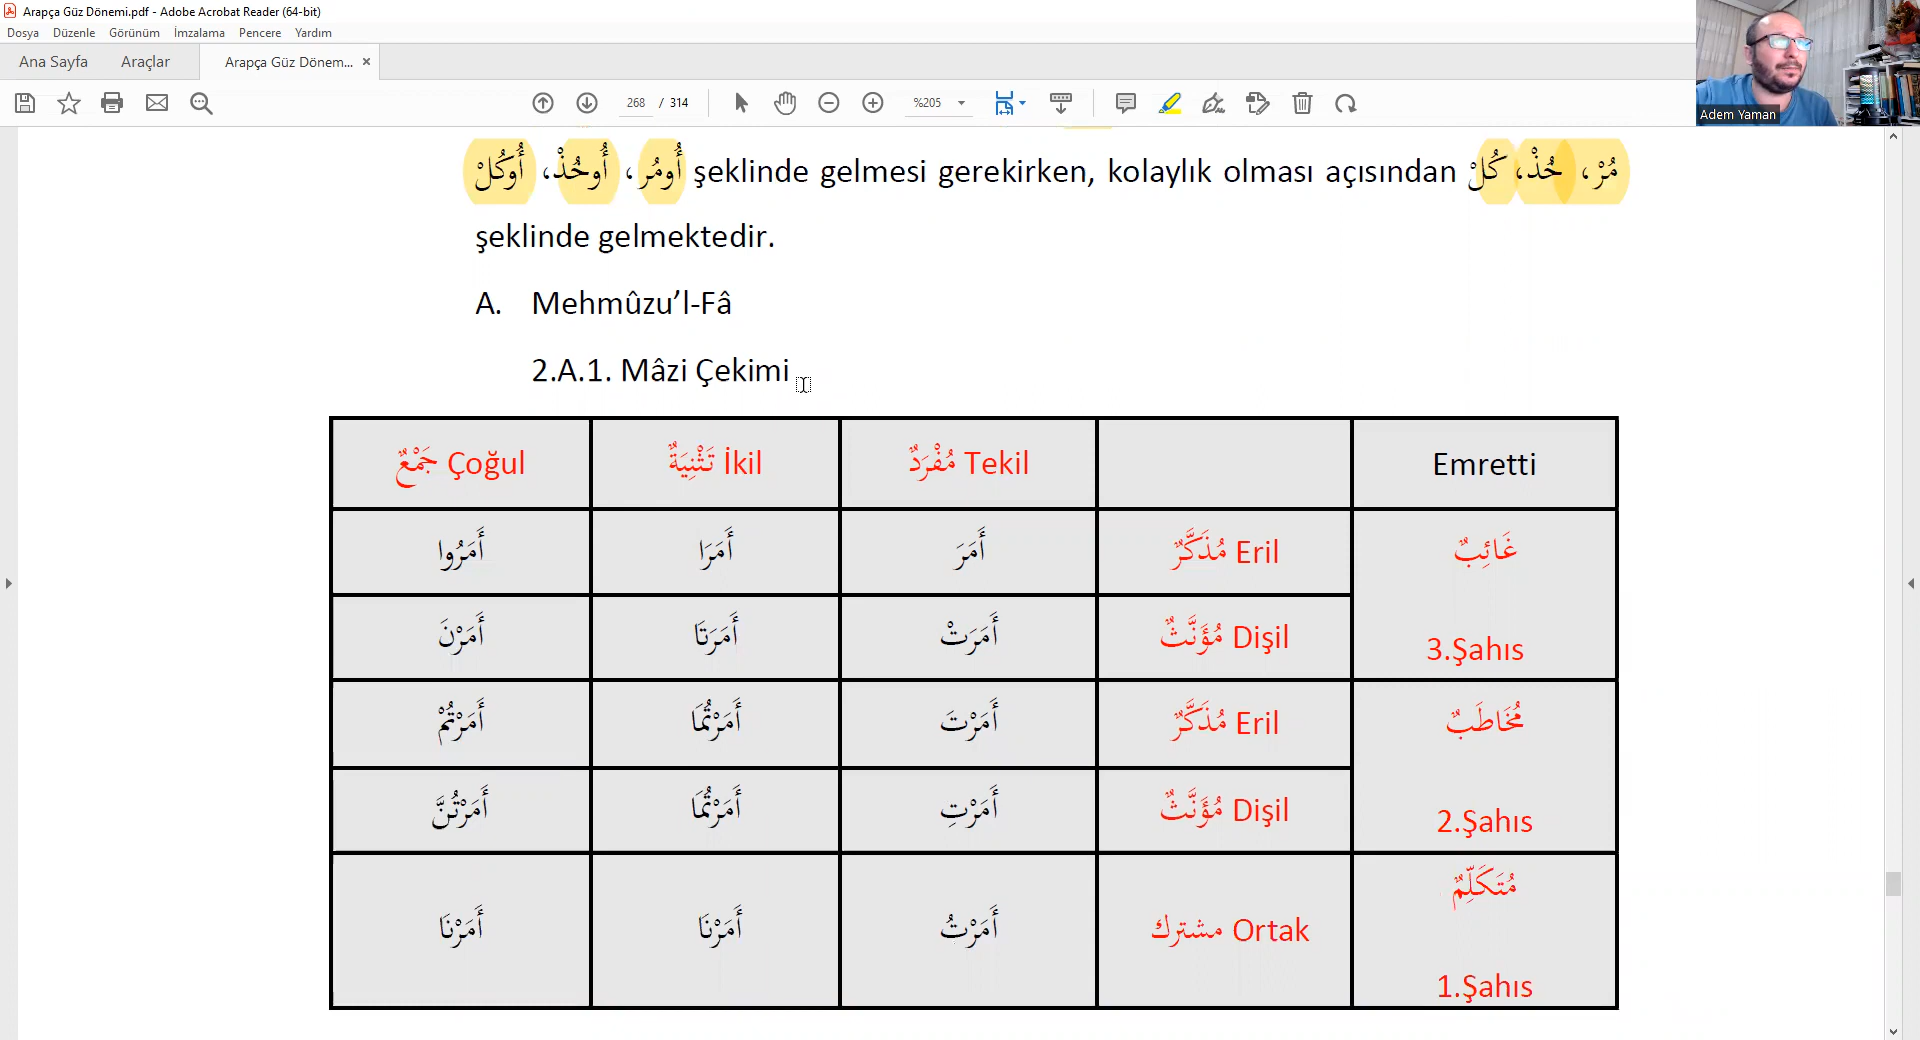 Arapça Güz Dönemi.pdf - Adobe Acrobat Reader (64-bit)
Dosya Düzenle Görünüm İmzalama Pencere Yardım
Ana Sayfa Araçlar Arapça Güz Dönem... ×
268 / 314 %205
Adem Yaman
أُوكُلْ، أُوخُذْ، أُومُر şeklinde gelmesi gerekirken, kolaylık olması açısından مُرْ، خُذْ، كُلْ
şeklinde gelmektedir.
A. Mehmûzu’l-Fâ
2.A.1. Mâzi Çekimi
جَمْعٌ Çoğul تَثْنِيَةٌ İkil مُفْرَدٌ Tekil Emretti
أَمَرُوا أَمَرَا أَمَرَ مُذَكَّرٌ Eril غَائِبٌ
أَمَرْنَ أَمَرَتَا أَمَرَتْ مُؤَنَّثٌ Dişil 3.Şahıs
أَمَرْتُمْ أَمَرْتُمَا أَمَرْتَ مُذَكَّرٌ Eril مُخَاطَبٌ
أَمَرْتُنَّ أَمَرْتُمَا أَمَرْتِ مُؤَنَّثٌ Dişil 2.Şahıs
مُتَكَلِّمٌ
أَمَرْنَا أَمَرْنَا أَمَرْتُ مشترك Ortak
1.Şahıs